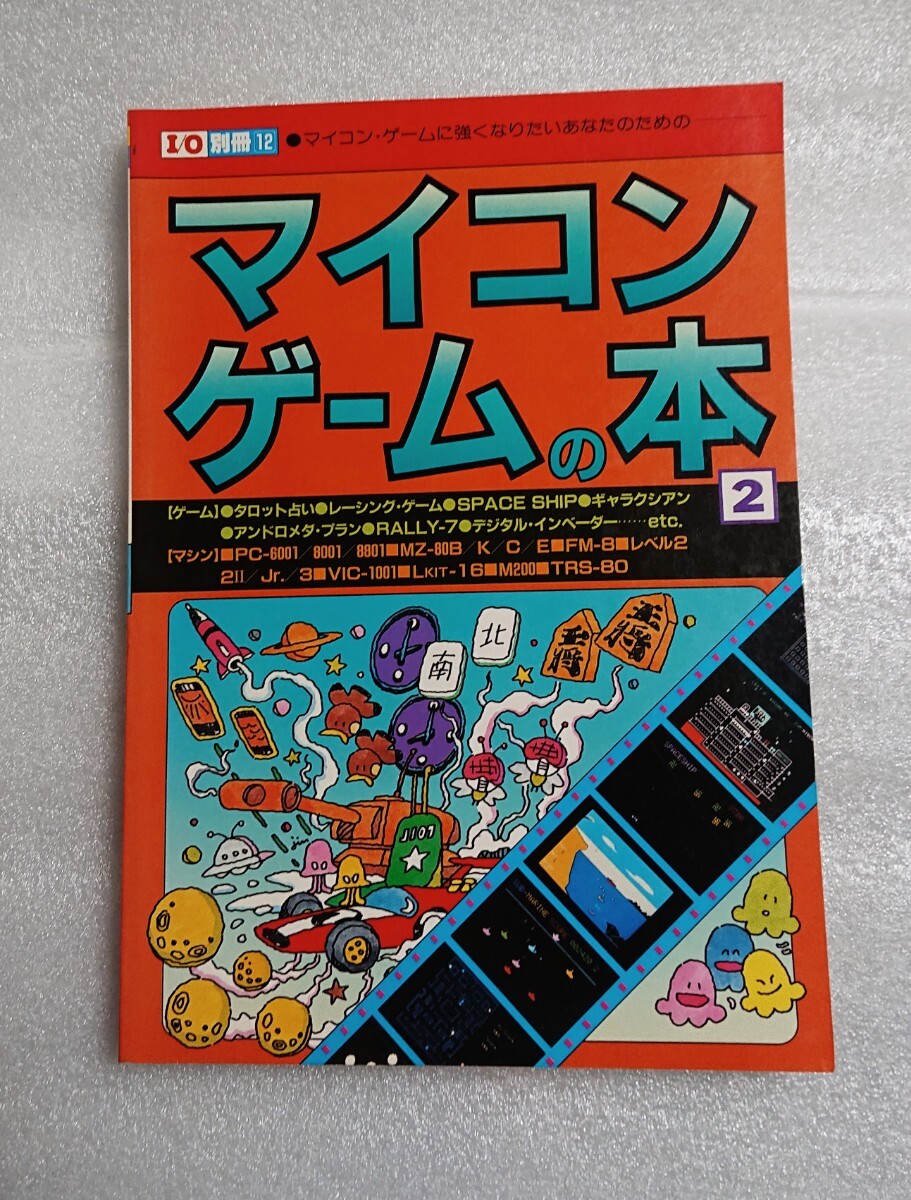 I/O 別冊 12 ●マイコン・ゲームに強くなりたいあなたのための
マイコン
ゲームの本
2
【ゲーム】●タロット占い●レーシング・ゲーム●SPACE SHIP●ギャラクシアン
●アンドロメタ・プラン●RALLY-7●デジタル・インベーダー……etc.
【マシン】■PC-6001/8001/8801■MZ-80B/K/C/E■FM-8■レベル2
2II/Jr./3■VIC-1001■LKIT-16■M200■TRS-80
北
南
王将
玉将
J107
jin
SPACESHIP